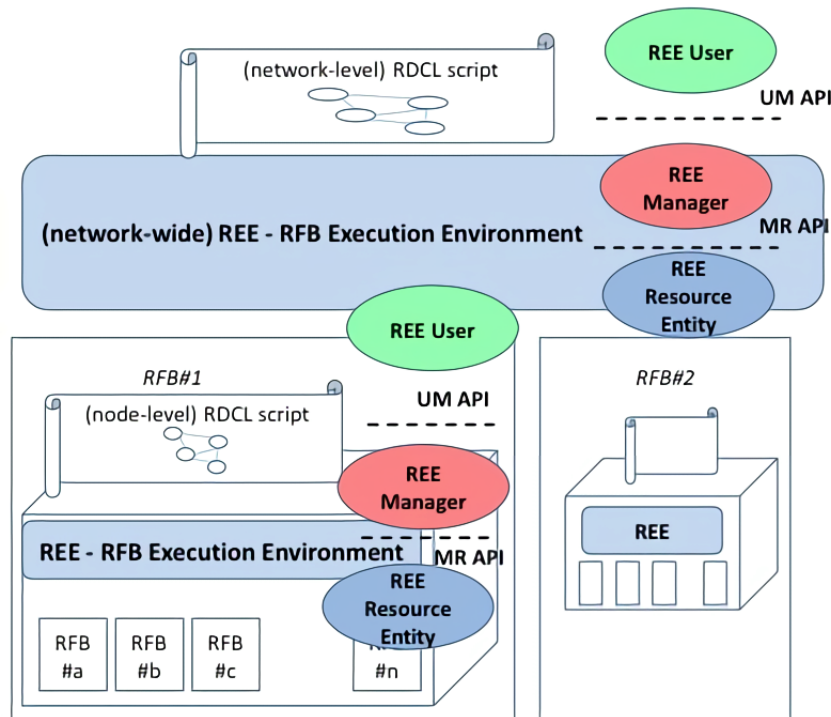 REE User
(network-level) RDCL script
UM API
REE
Manager
MR API
(network-wide) REE - RFB Execution Environment
REE
Resource
Entity
REE User
RFB#1
RFB#2
UM API
(node-level) RDCL script
REE
Manager
REE
REE - RFB Execution Environment
MR API
REE
Resource
Entity
RFB
#a
RFB
#b
RFB
#c
RFB
#n